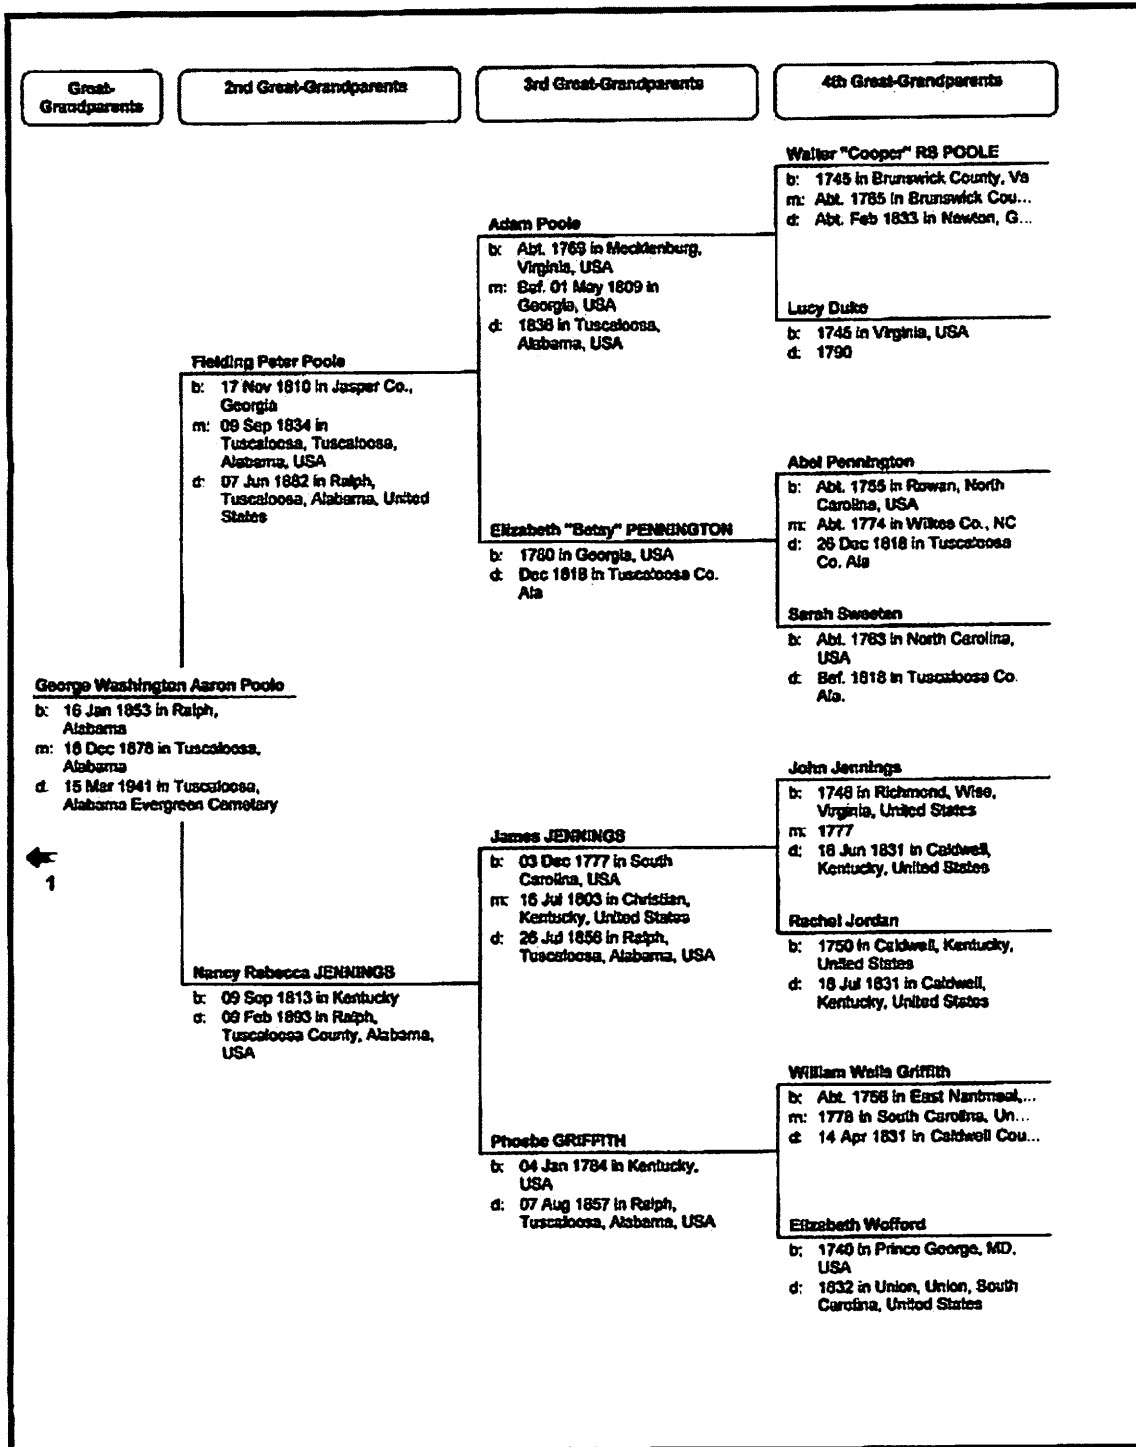 Great-
Grandparents
2nd Great-Grandparents
3rd Great-Grandparents
4th Great-Grandparents
Walter "Cooper" RS POOLE
b: 1745 in Brunswick County, Va
m: Abt. 1765 in Brunswick Cou...
d: Abt. Feb 1833 in Newton, G...
Adam Poole
b: Abt. 1769 in Mecklenburg,
Virginia, USA
m: Bef. 01 May 1809 in
Georgia, USA
d: 1836 in Tuscaloosa,
Alabama, USA
Lucy Duke
b: 1745 in Virginia, USA
d: 1790
Fielding Peter Poole
b: 17 Nov 1810 in Jasper Co.,
Georgia
m: 09 Sep 1834 in
Tuscaloosa, Tuscaloosa,
Alabama, USA
d: 07 Jun 1882 in Ralph,
Tuscaloosa, Alabama, United
States
Abel Pennington
b: Abt. 1755 in Rowan, North
Carolina, USA
m: Abt. 1774 in Wilkes Co., NC
d: 26 Dec 1818 in Tuscaloosa
Co. Ala
Elizabeth "Betsy" PENNINGTON
b: 1780 in Georgia, USA
d: Dec 1818 in Tuscaloosa Co.
Ala
Sarah Sweeten
b: Abt. 1763 in North Carolina,
USA
d: Bef. 1818 in Tuscaloosa Co.
Ala.
George Washington Aaron Poole
b: 16 Jan 1853 in Ralph,
Alabama
m: 18 Dec 1878 in Tuscaloosa,
Alabama
d: 15 Mar 1941 in Tuscaloosa,
Alabama Evergreen Cemetary
1
John Jennings
b: 1748 in Richmond, Wise,
Virginia, United States
m: 1777
d: 18 Jun 1831 in Caldwell,
Kentucky, United States
James JENNINGS
b: 03 Dec 1777 in South
Carolina, USA
m: 16 Jul 1803 in Christian,
Kentucky, United States
d: 26 Jul 1856 in Ralph,
Tuscaloosa, Alabama, USA
Rachel Jordan
b: 1750 in Caldwell, Kentucky,
United States
d: 18 Jul 1831 in Caldwell,
Kentucky, United States
Nancy Rebecca JENNINGS
b: 09 Sep 1813 in Kentucky
d: 09 Feb 1893 in Ralph,
Tuscaloosa County, Alabama,
USA
William Wells Griffith
b: Abt. 1756 in East Nantmeal,...
m: 1778 in South Carolina, Un...
d: 14 Apr 1831 in Caldwell Cou...
Phoebe GRIFFITH
b: 04 Jan 1784 in Kentucky,
USA
d: 07 Aug 1857 in Ralph,
Tuscaloosa, Alabama, USA
Elizabeth Wofford
b: 1740 in Prince George, MD,
USA
d: 1832 in Union, Union, South
Carolina, United States